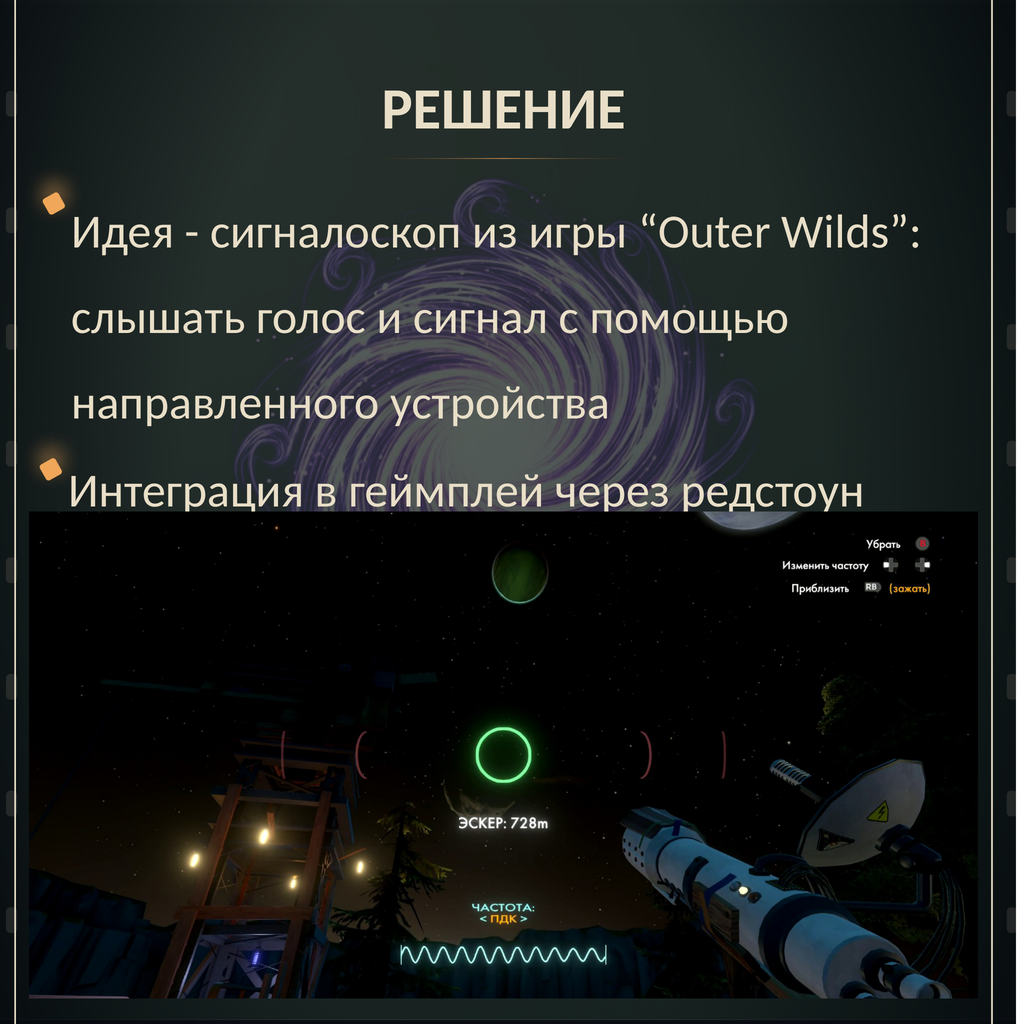 РЕШЕНИЕ
Идея - сигналоскоп из игры “Outer Wilds”:
слышать голос и сигнал с помощью
направленного устройства
Интеграция в геймплей через редстоун
Убрать
Изменить частоту
Приблизить RB (зажать)
ЭСКЕР: 728m
ЧАСТОТА:
< ПДК >